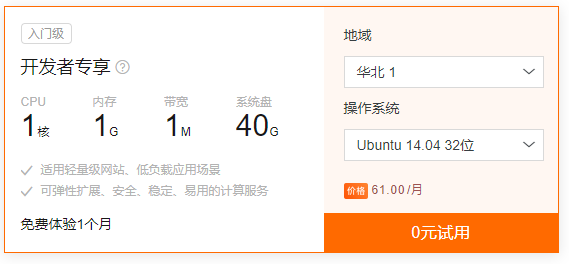 入门级
开发者专享 ?
CPU 内存 带宽 系统盘
1核 1G 1M 40G
适用轻量级网站、低负载应用场景
可弹性扩展、安全、稳定、易用的计算服务
免费体验1个月
地域
华北 1
操作系统
Ubuntu 14.04 32位
价格 61.00/月
0元试用